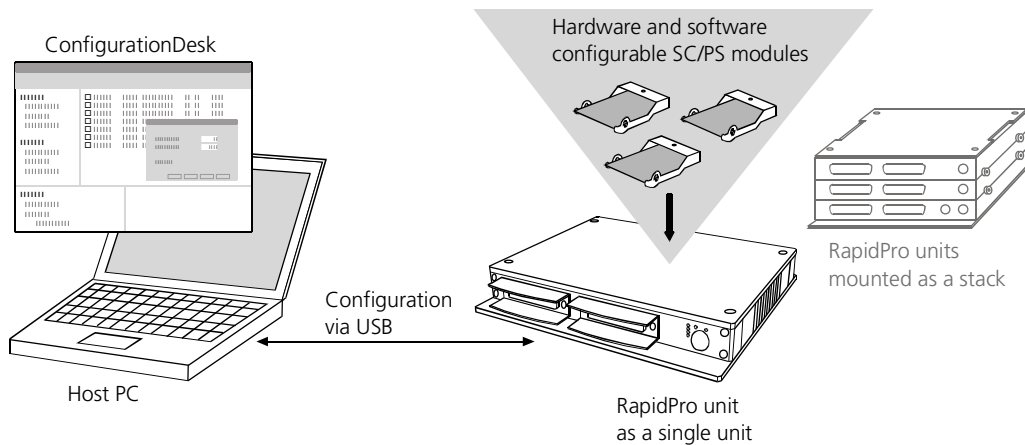 ConfigurationDesk
Hardware and software
configurable SC/PS modules
RapidPro units
mounted as a stack
Configuration
via USB
Host PC
RapidPro unit
as a single unit